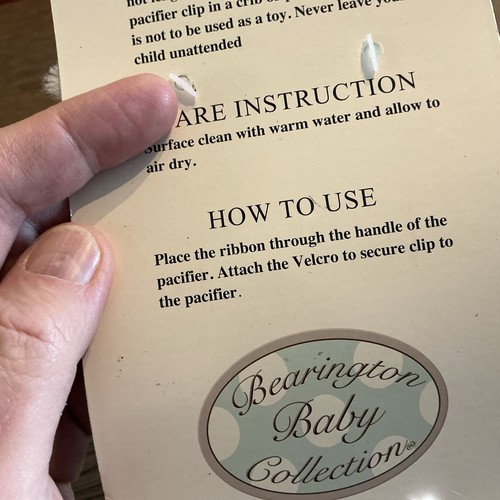 pacifier clip in a crib or
is not to be used as a toy. Never leave
child unattended
ARE INSTRUCTION
Surface clean with warm water and allow to
air dry.
HOW TO USE
Place the ribbon through the handle of the
pacifier. Attach the Velcro to secure clip to
the pacifier.
Bearington
Baby
Collection®